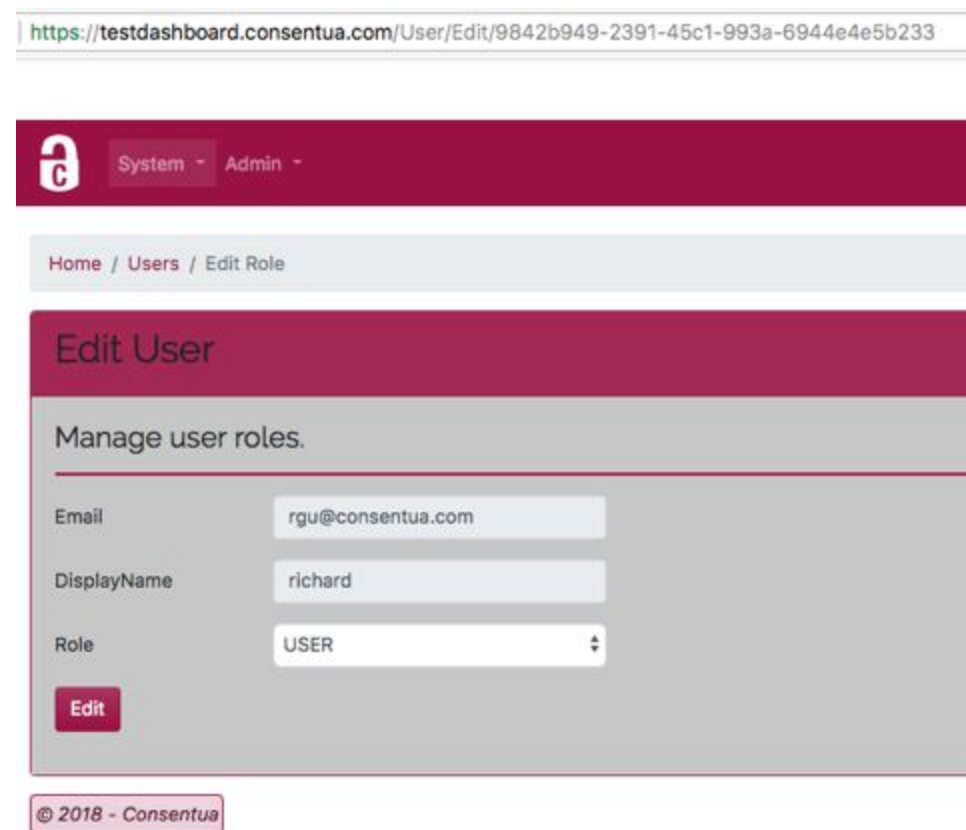 https://testdashboard.consentua.com/User/Edit/9842b949-2391-45c1-993a-6944e4e5b233
C System Admin
Home / Users / Edit Role
Edit User
Manage user roles.
Email rgu@consentua.com
DisplayName richard
Role USER
Edit
© 2018 - Consentua